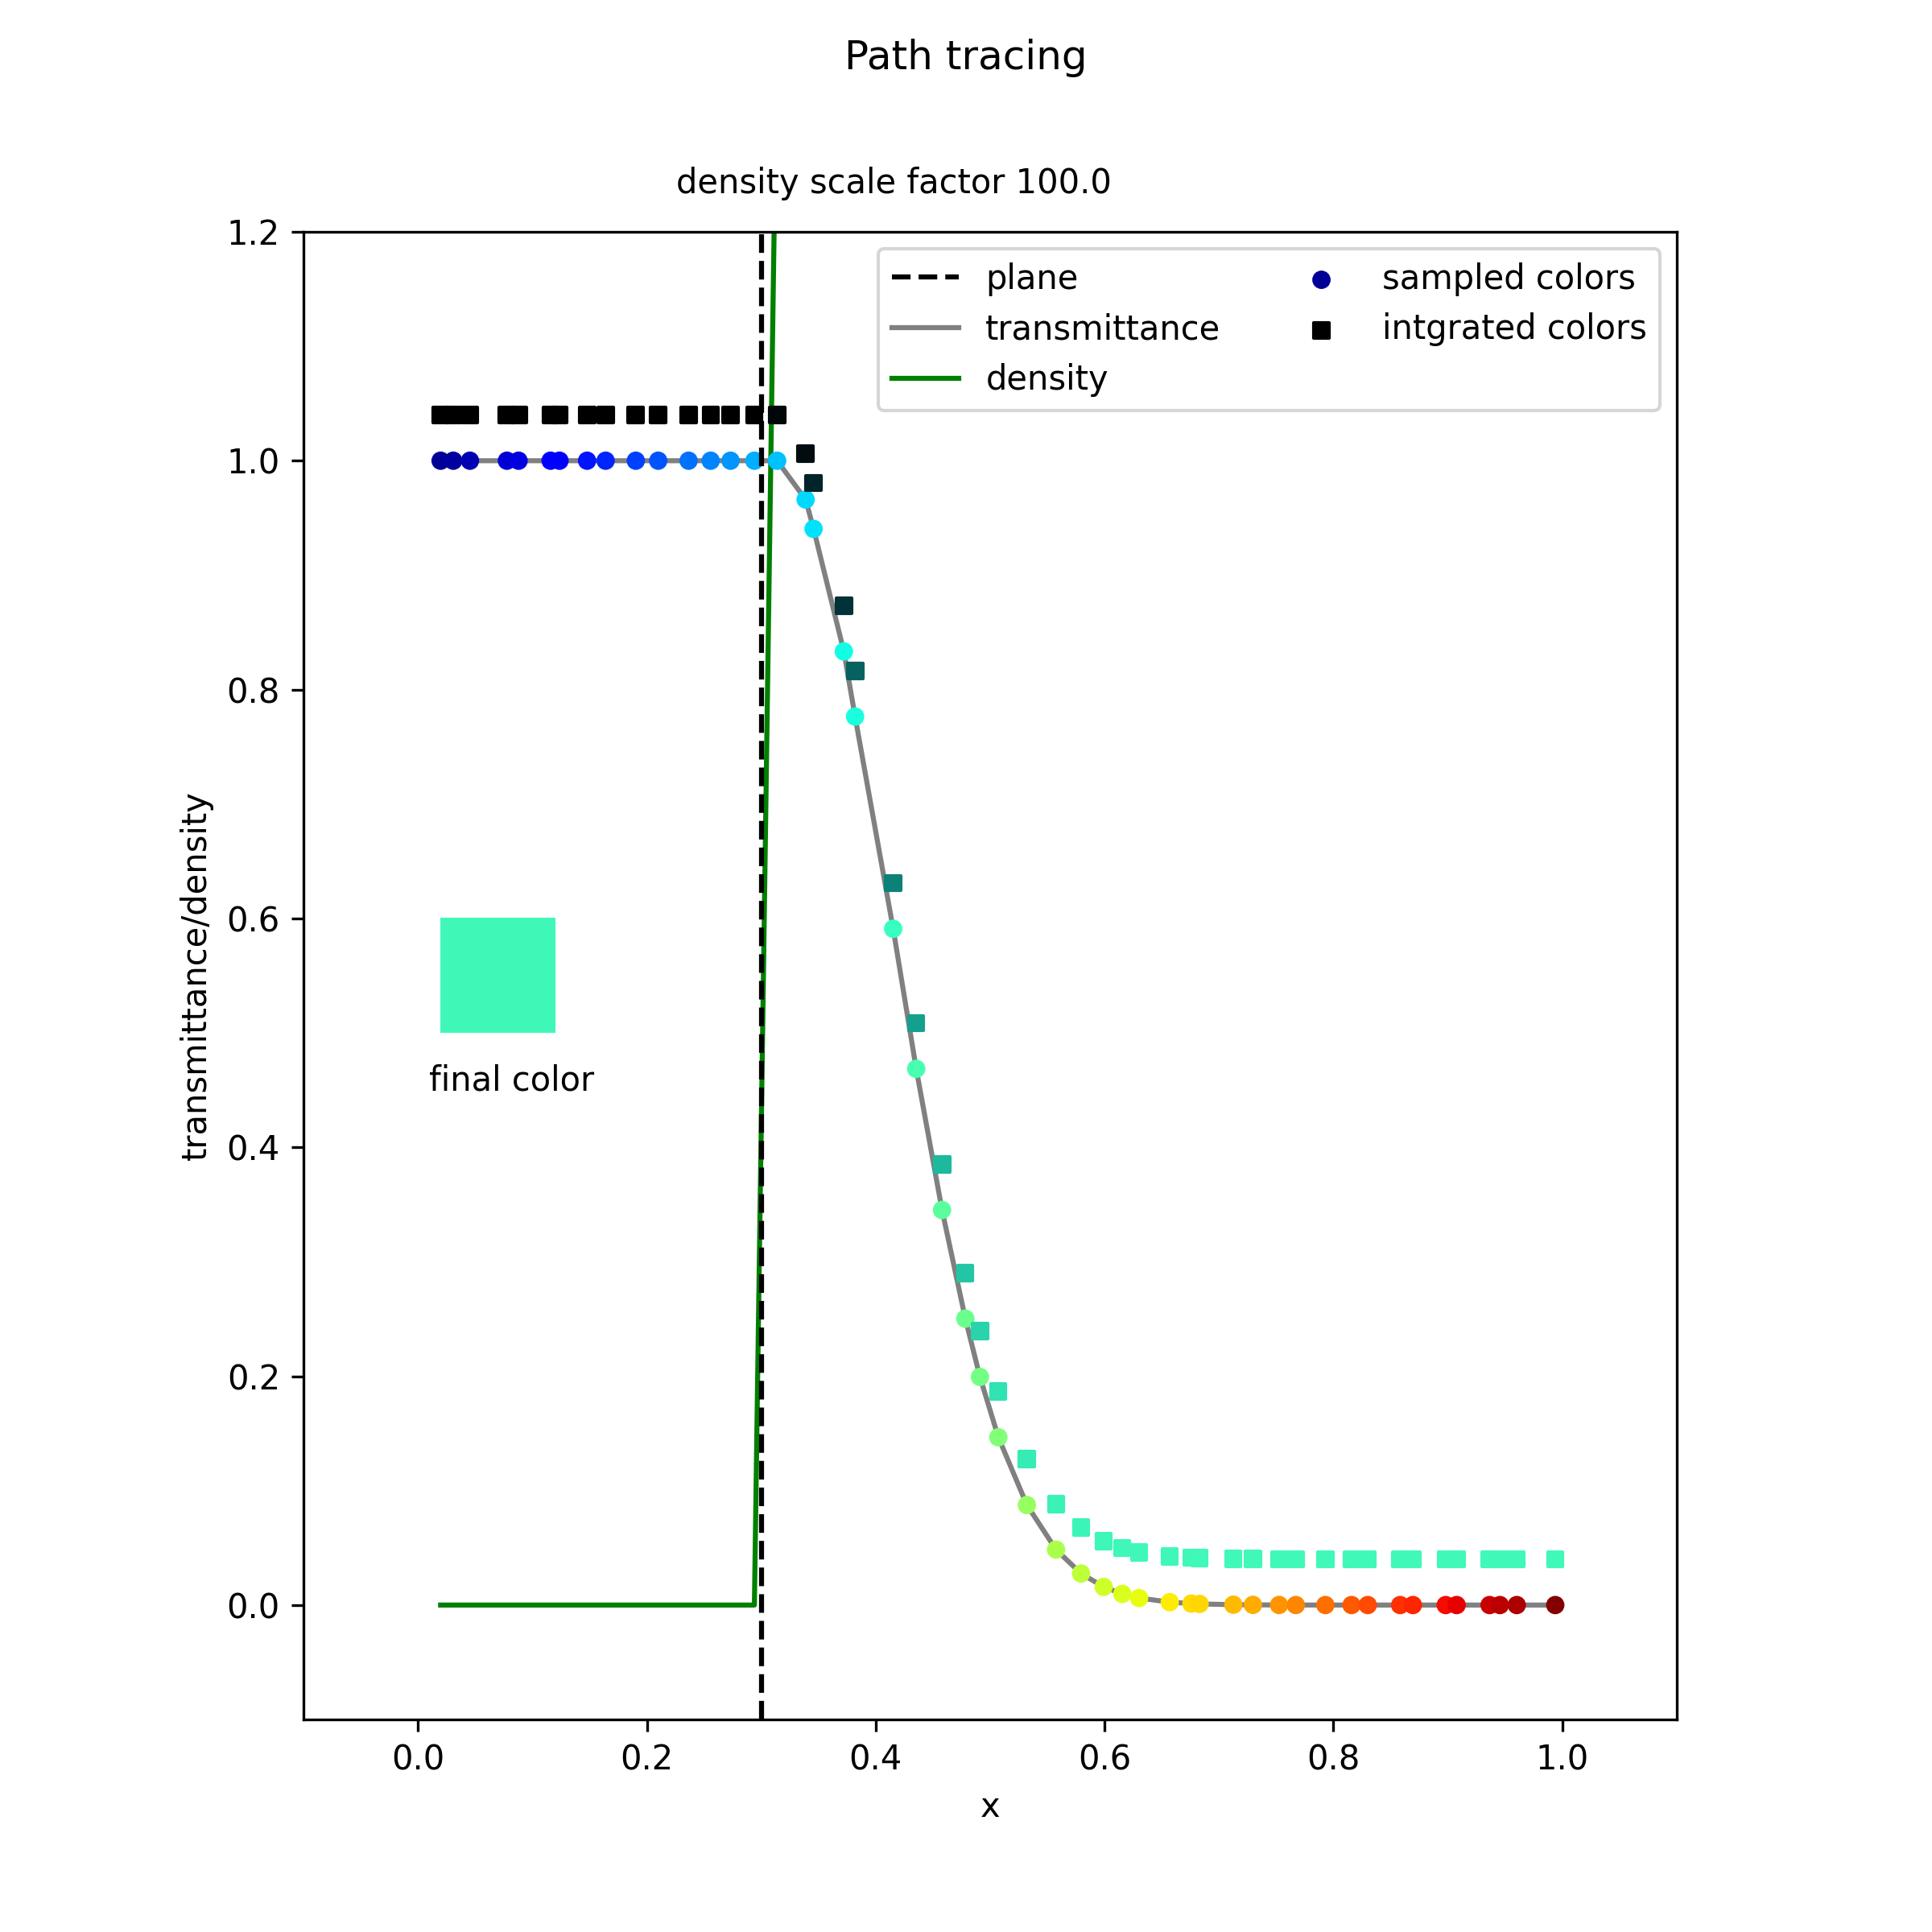 Path tracing
density scale factor 100.0
1.2
1.0
0.8
0.6
0.4
0.2
0.0
transmittance/density
plane
transmittance
density
sampled colors
intgrated colors
final color
0.0 0.2 0.4 0.6 0.8 1.0
x